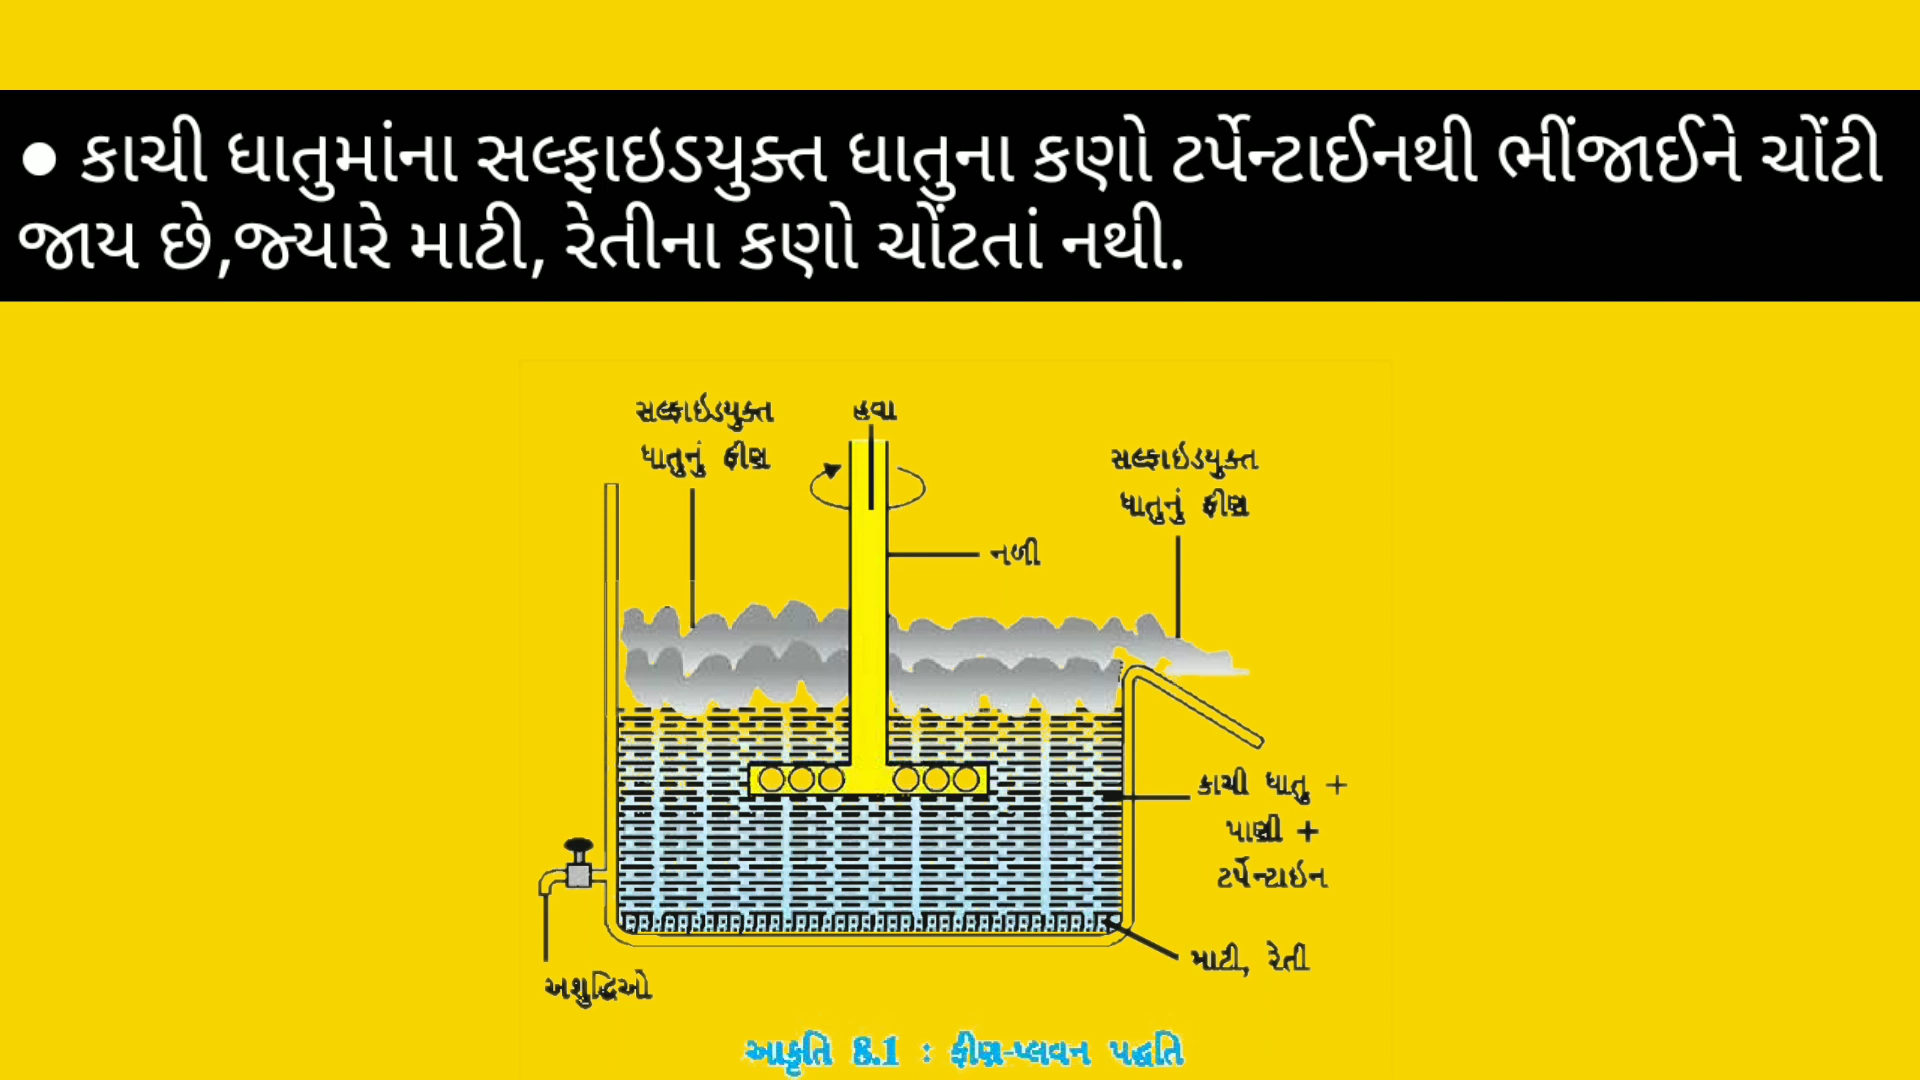 ● કાચી ધાતુમાંના સલ્ફાઇડયુક્ત ધાતુના કણો ટર્પેન્ટાઈનથી ભીંજાઈને ચોંટી
જાય છે,જ્યારે માટી, રેતીના કણો ચોંટતાં નથી.
સલ્ફાઇડયુક્ત
ધાતુનું ફીણ
હવા
સલ્ફાઇડયુક્ત
ધાતુનું ફીણ
નળી
કાચી ધાતુ +
પાણી +
ટર્પેન્ટાઇન
માટી, રેતી
અશુદ્ધિઓ
આકૃતિ 8.1 : ફીણ-પ્લવન પદ્ધતિ